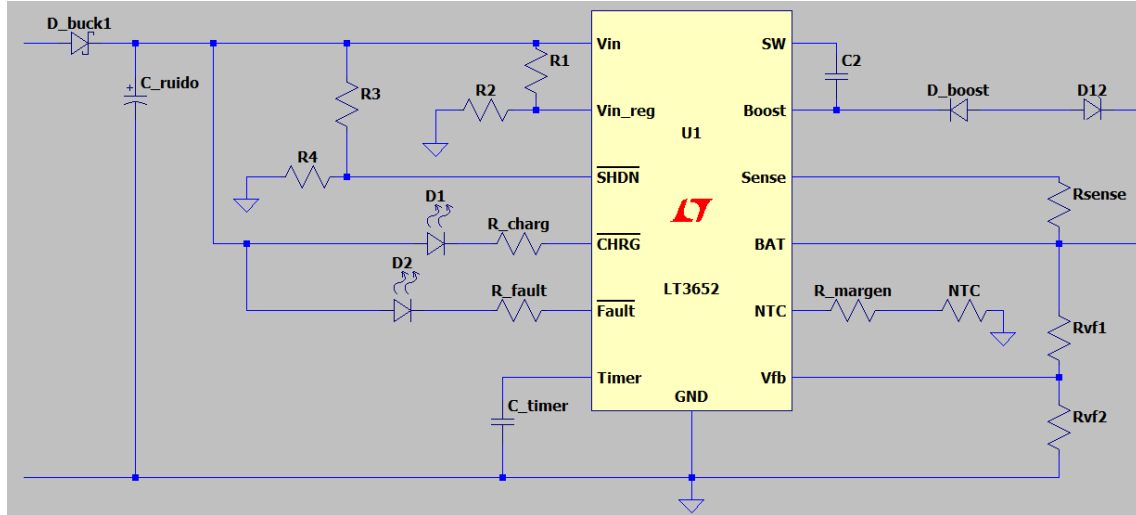 D_buck1
C_ruido
+
R3
R4
R1
R2
D1
R_charg
D2
R_fault
C_timer
Vin
Vin_reg
SHDN
CHRG
Fault
Timer
U1
LT3652
GND
SW
Boost
Sense
BAT
NTC
Vfb
C2
D_boost
D12
Rsense
R_margen
NTC
Rvf1
Rvf2